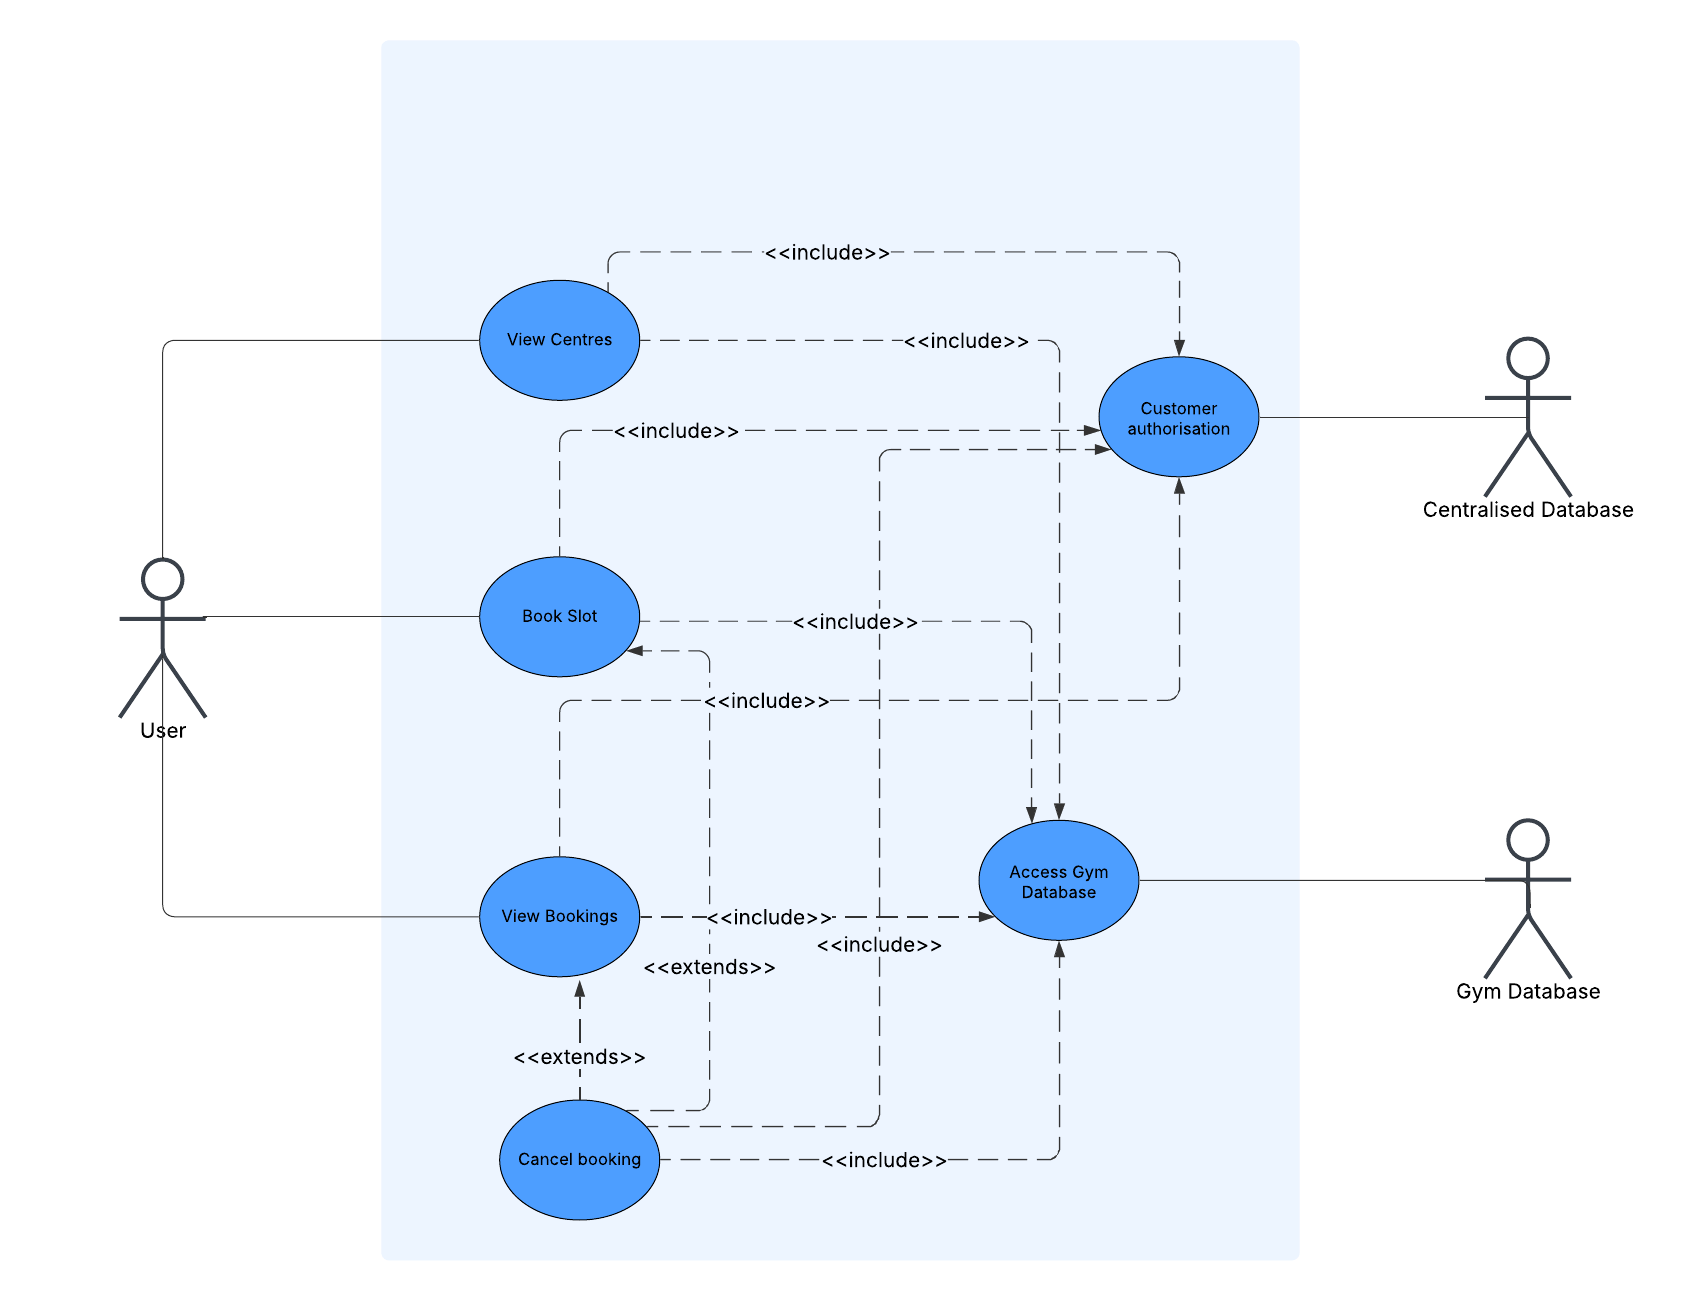 <<include>>
View Centres
<<include>>
Customer
authorisation
<<include>>
Centralised Database
Book Slot
<<include>>
<<include>>
User
Access Gym
Database
View Bookings
<<include>>
<<include>>
<<extends>>
Gym Database
<<extends>>
Cancel booking
<<include>>